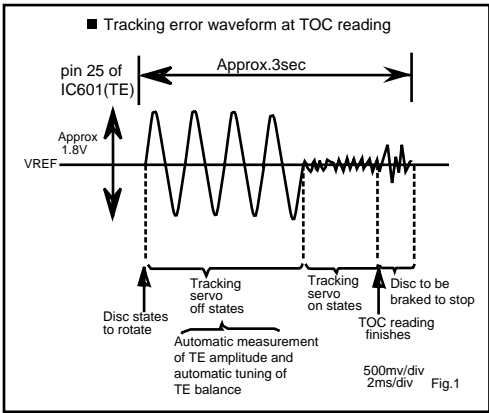 ■ Tracking error waveform at TOC reading
pin 25 of
IC601(TE)
Approx.3sec
Approx
1.8V
VREF
Disc states
to rotate
Tracking
servo
off states
Tracking
servo
on states
Disc to be
braked to stop
TOC reading
finishes
Automatic measurement
of TE amplitude and
automatic tuning of
TE balance
500mv/div
2ms/div
Fig.1